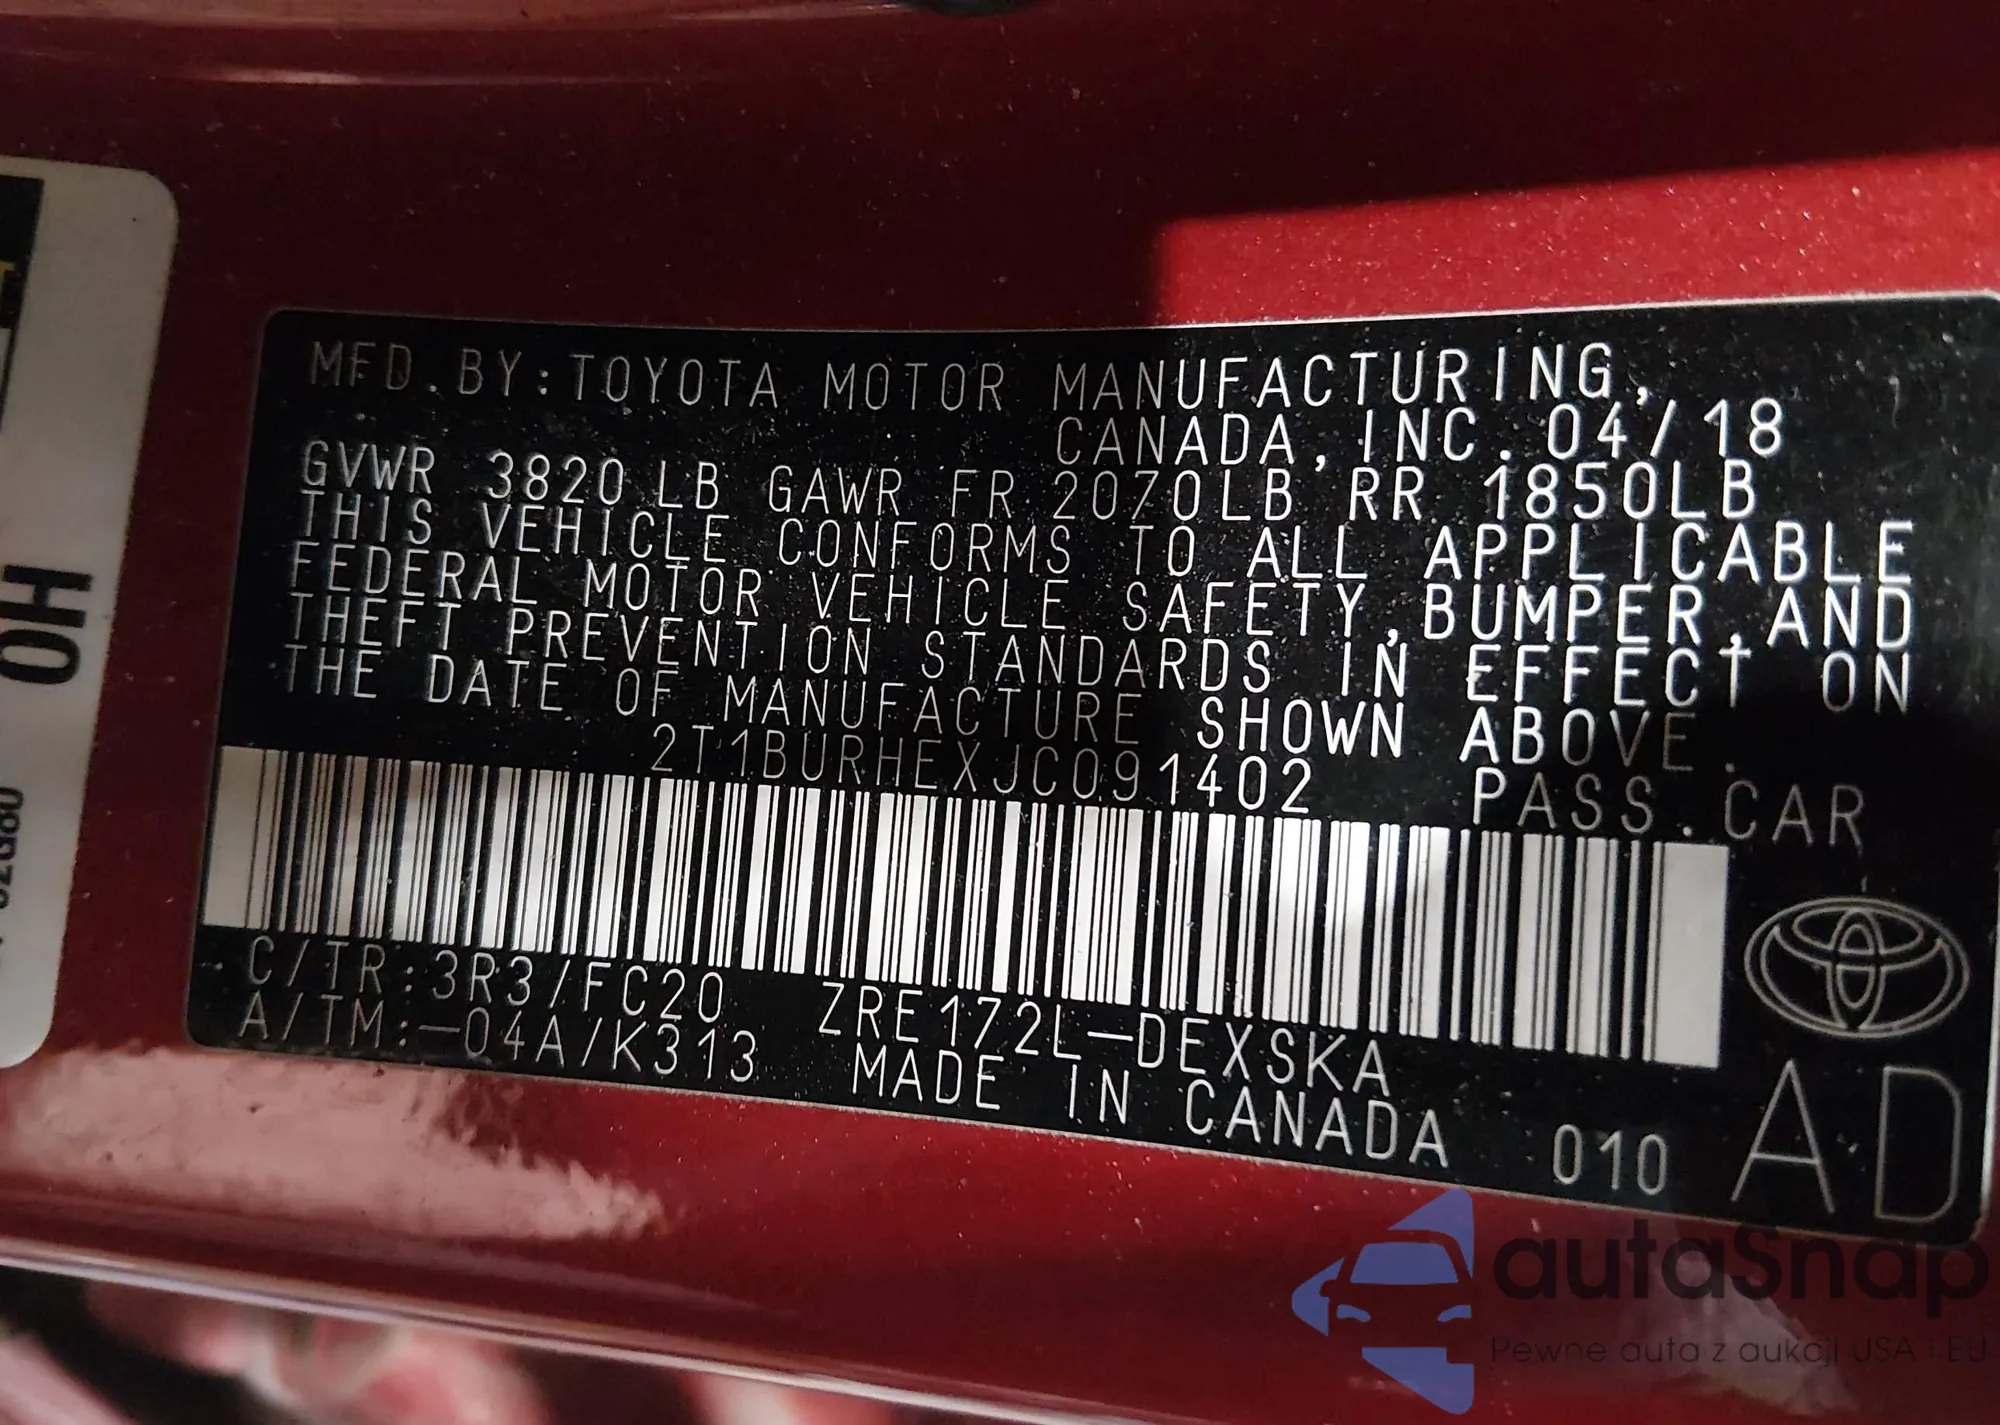 MFD.BY:TOYOTA MOTOR MANUFACTURING,
CANADA,INC.04/18
GVWR 3820LB GAWR FR 2070LB RR 1850LB
THIS VEHICLE CONFORMS TO ALL APPLICABLE
FEDERAL MOTOR VEHICLE SAFETY,BUMPER,AND
THEFT PREVENTION STANDARDS IN EFFECT ON
THE DATE OF MANUFACTURE SHOWN ABOVE.
2T1BURHEXJC091402 PASS.CAR
C/TR:3R3/FC20 ZRE172L-DEXSKA
A/TM:-04A/K313 MADE IN CANADA 010 AD
0H
autaSnap
Pewne auta z aukcji USA i EU